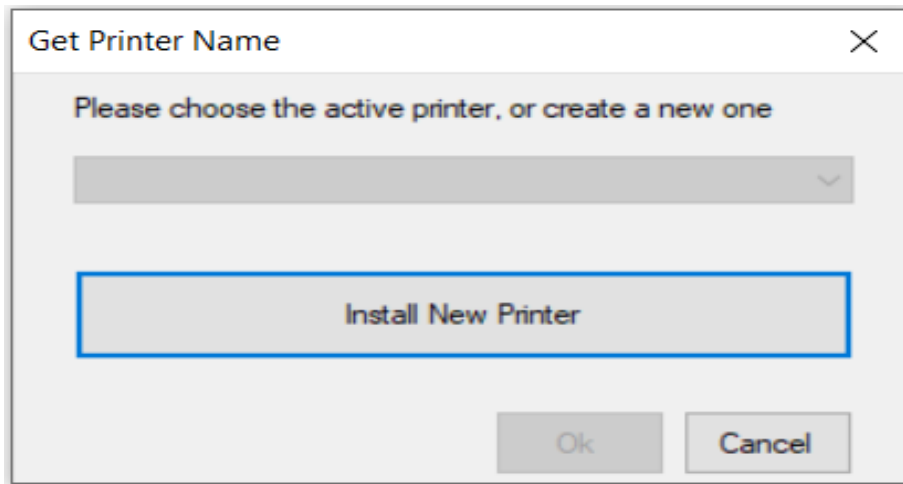 Get Printer Name
Please choose the active printer, or create a new one
Install New Printer
Ok
Cancel